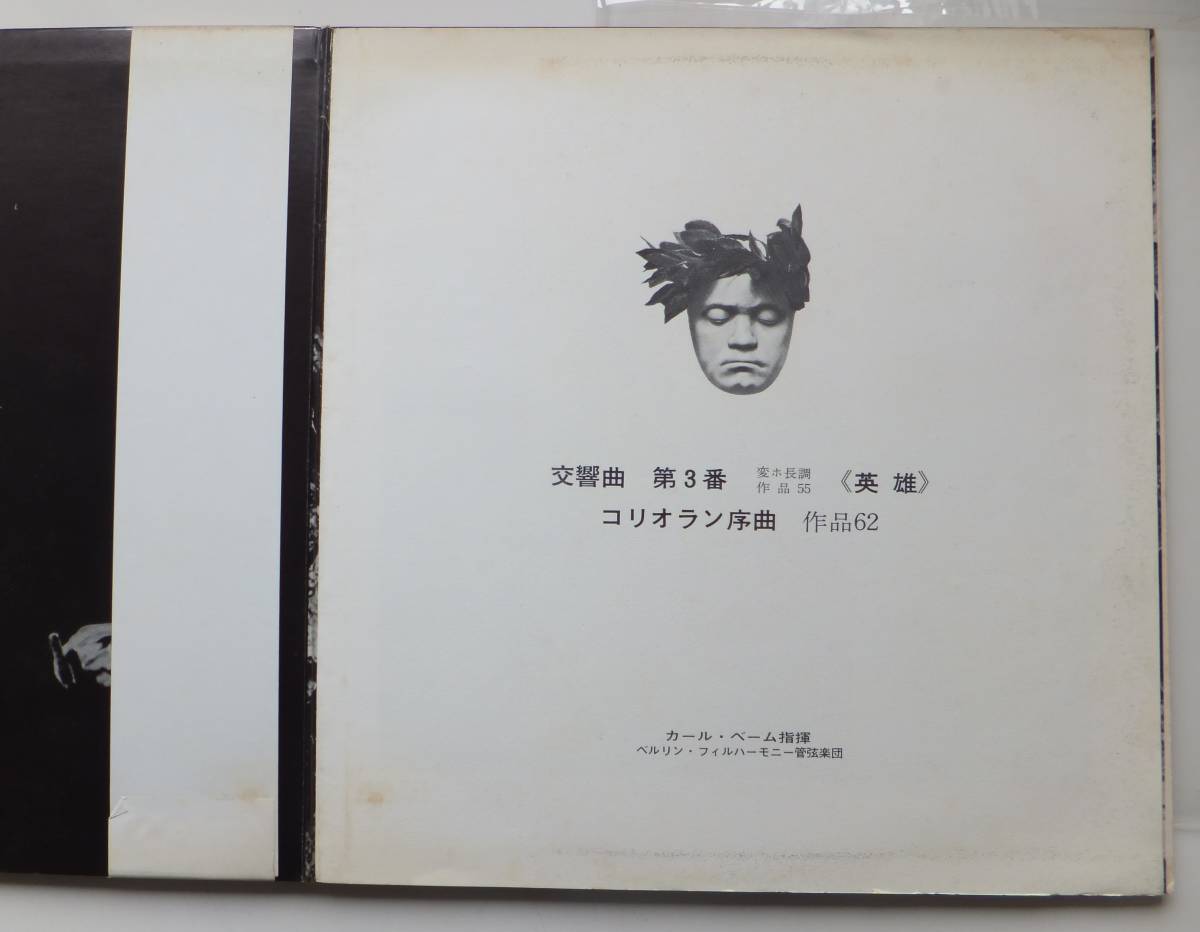 交響曲 第3番 変ホ長調 作品55 《英雄》
コリオラン序曲 作品62
カール・ベーム指揮
ベルリン・フィルハーモニー管弦楽団